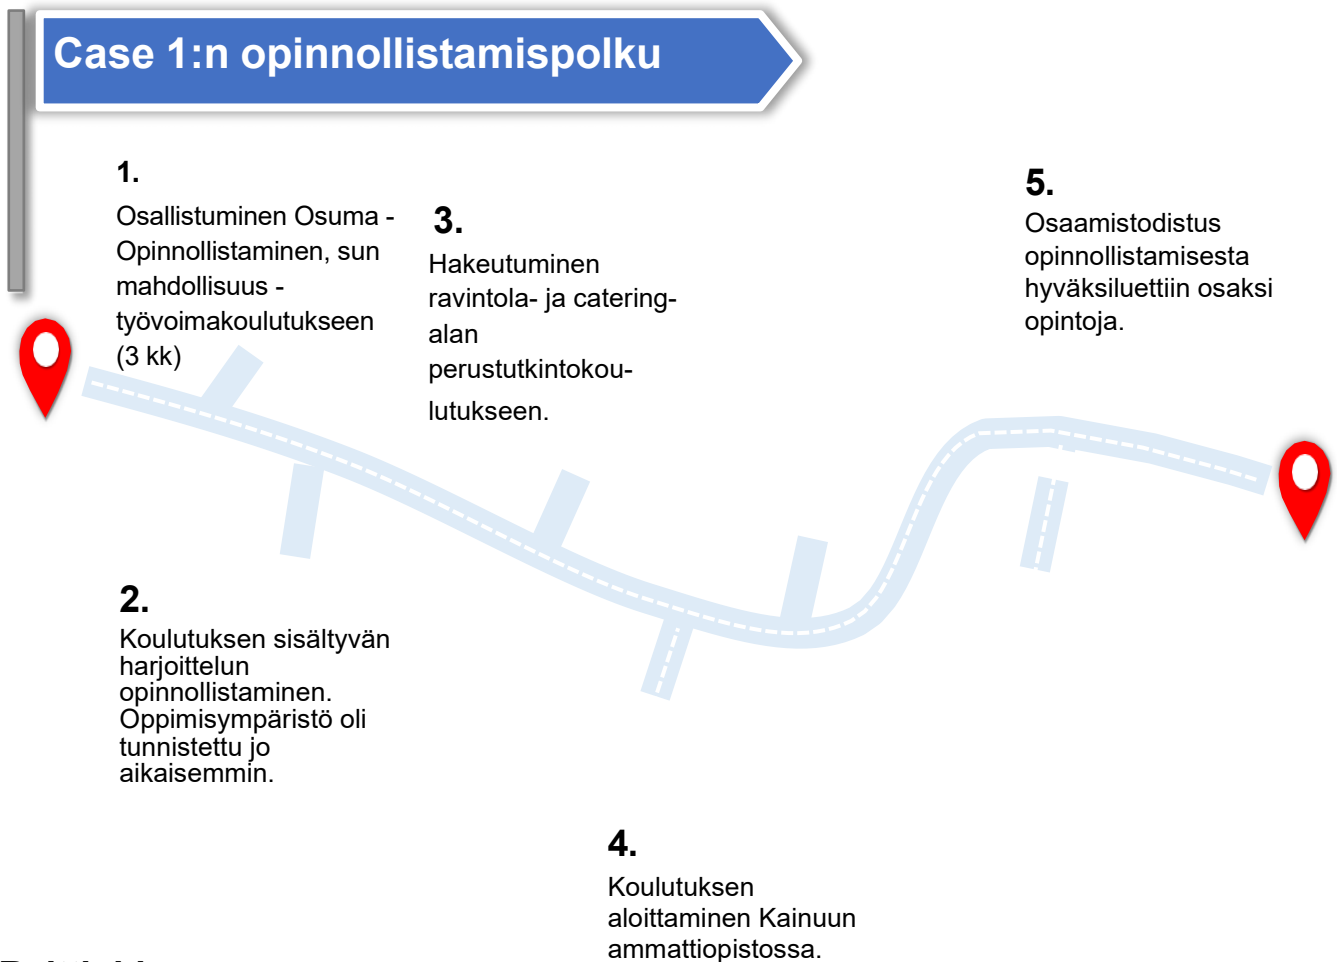 Case 1:n opinnollistamispolku
1.
Osallistuminen Osuma -
Opinnollistaminen, sun
mahdollisuus -
työvoimakoulutukseen
(3 kk)
2.
Koulutuksen sisältyvän
harjoittelun
opinnollistaminen.
Oppimisympäristö oli
tunnistettu jo
aikaisemmin.
3.
Hakeutuminen
ravintola- ja catering-
alan
perustutkintokou-
lutukseen.
4.
Koulutuksen
aloittaminen Kainuun
ammattiopistossa.
5.
Osaamistodistus
opinnollistamisesta
hyväksiluettiin osaksi
opintoja.